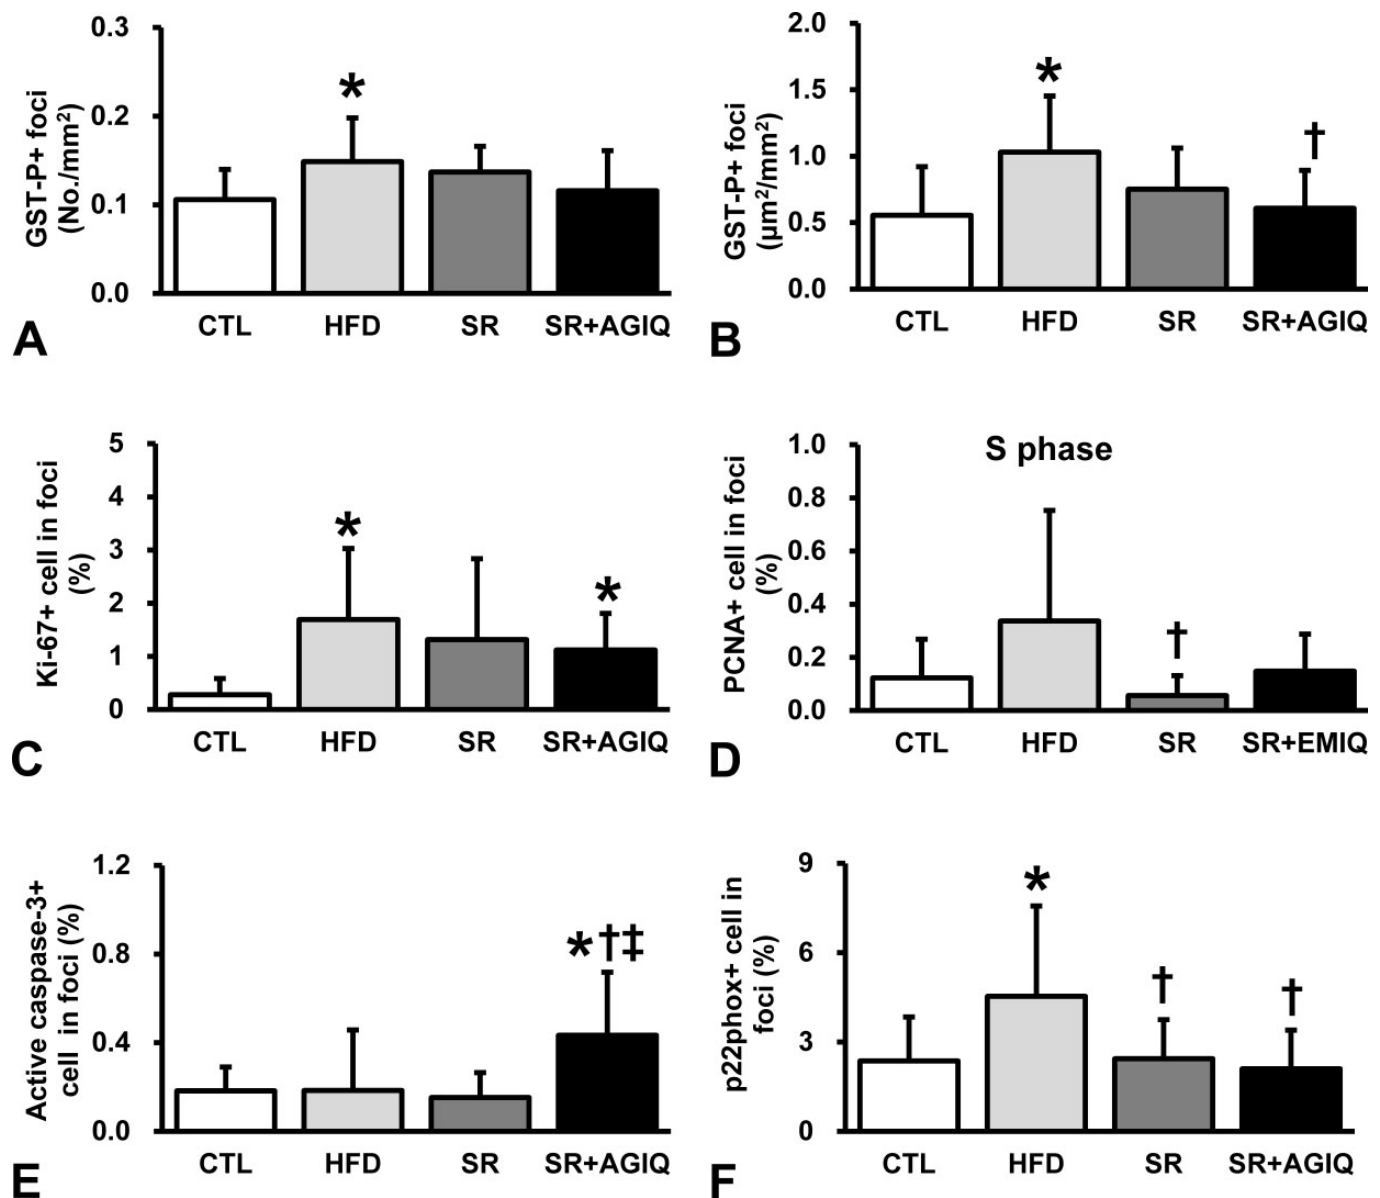 GST-P+ foci
(No./mm²)
0.3
0.2
0.1
0.0
*
CTL
HFD
SR
SR+AGIQ
A
GST-P+ foci
(µm²/mm²)
2.0
1.5
1.0
0.5
0.0
*
†
CTL
HFD
SR
SR+AGIQ
B
Ki-67+ cell in foci
(%)
5
4
3
2
1
0
*
*
CTL
HFD
SR
SR+AGIQ
C
PCNA+ cell in foci
(%)
1.0
0.8
0.6
0.4
0.2
0.0
S phase
†
CTL
HFD
SR
SR+EMIQ
D
Active caspase-3+
cell in foci (%)
1.2
0.8
0.4
0.0
*†‡
CTL
HFD
SR
SR+AGIQ
E
p22phox+ cell in
foci (%)
9
6
3
0
*
†
†
CTL
HFD
SR
SR+AGIQ
F